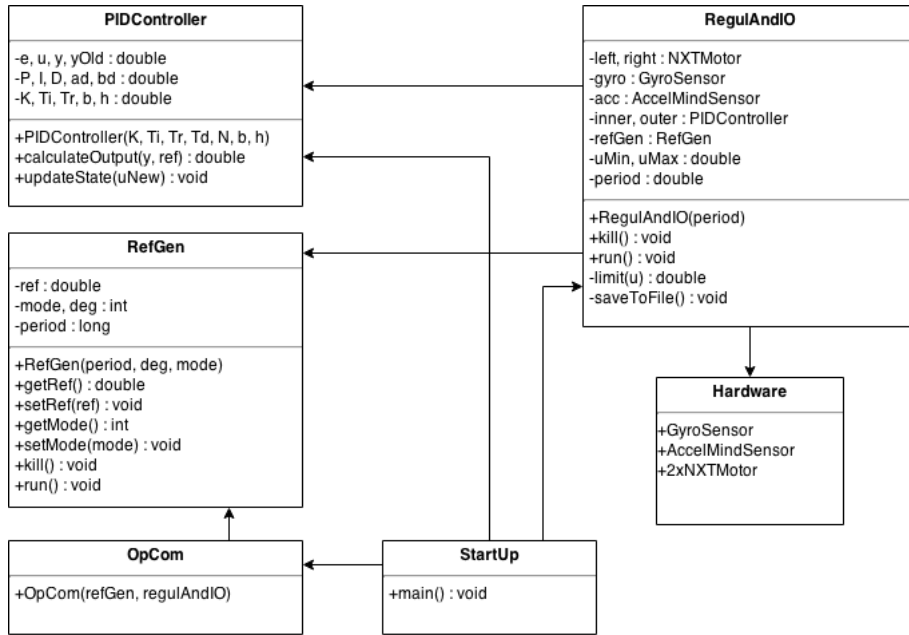 PIDController
-e, u, y, yOld : double
-P, I, D, ad, bd : double
-K, Ti, Tr, b, h : double
+PIDController(K, Ti, Tr, Td, N, b, h)
+calculateOutput(y, ref) : double
+updateState(uNew) : void
RegulAndIO
-left, right : NXTMotor
-gyro : GyroSensor
-acc : AccelMindSensor
-inner, outer : PIDController
-refGen : RefGen
-uMin, uMax : double
-period : double
+RegulAndIO(period)
+kill() : void
+run() : void
-limit(u) : double
-saveToFile() : void
RefGen
-ref : double
-mode, deg : int
-period : long
+RefGen(period, deg, mode)
+getRef() : double
+setRef(ref) : void
+getMode() : int
+setMode(mode) : void
+kill() : void
+run() : void
Hardware
+GyroSensor
+AccelMindSensor
+2xNXTMotor
OpCom
+OpCom(refGen, regulAndIO)
StartUp
+main() : void